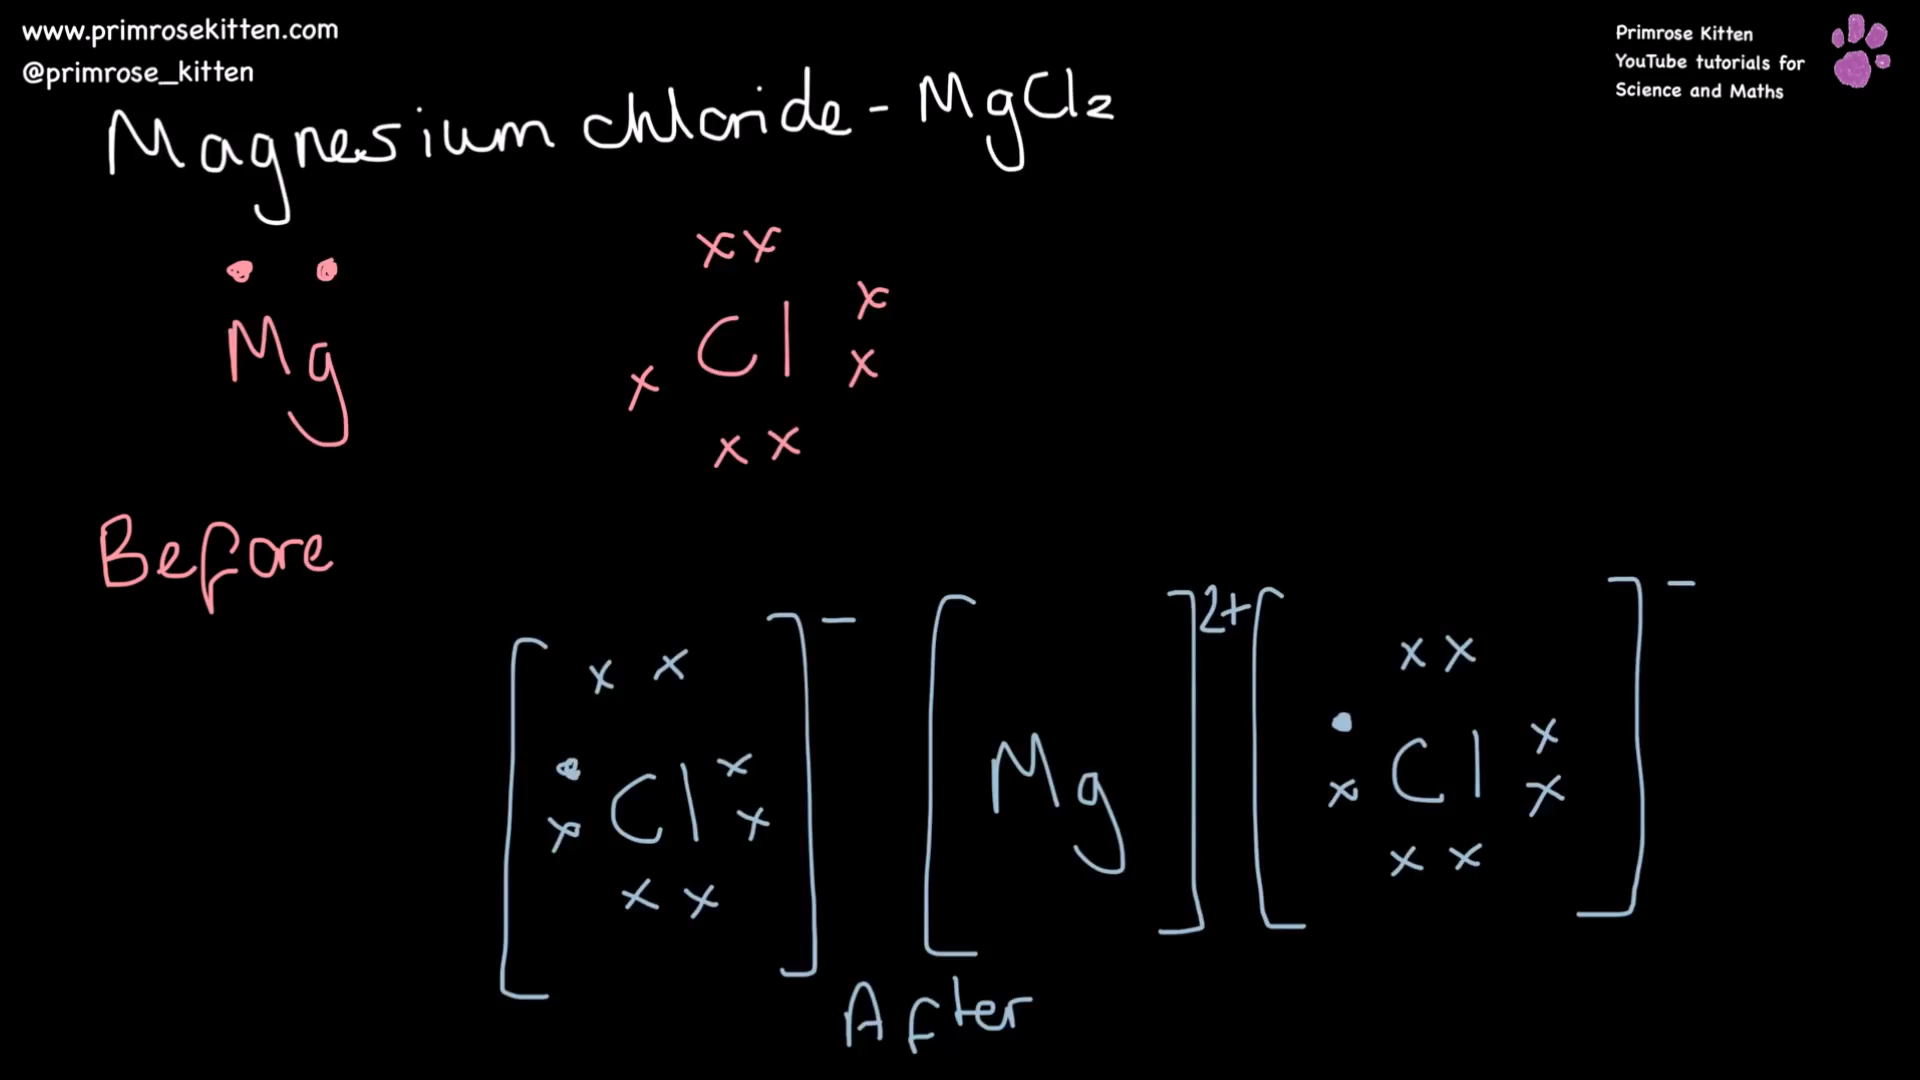 www.primrosekitten.com
@primrose_kitten
Primrose Kitten
YouTube tutorials for
Science and Maths
Magnesium chloride - MgCl2
x x
Mg Cl x
x x
x x
Before
[ ]- [ ]2+ [ ]-
x x x x
Cl x Mg Cl x
x x x x
x x x x
After